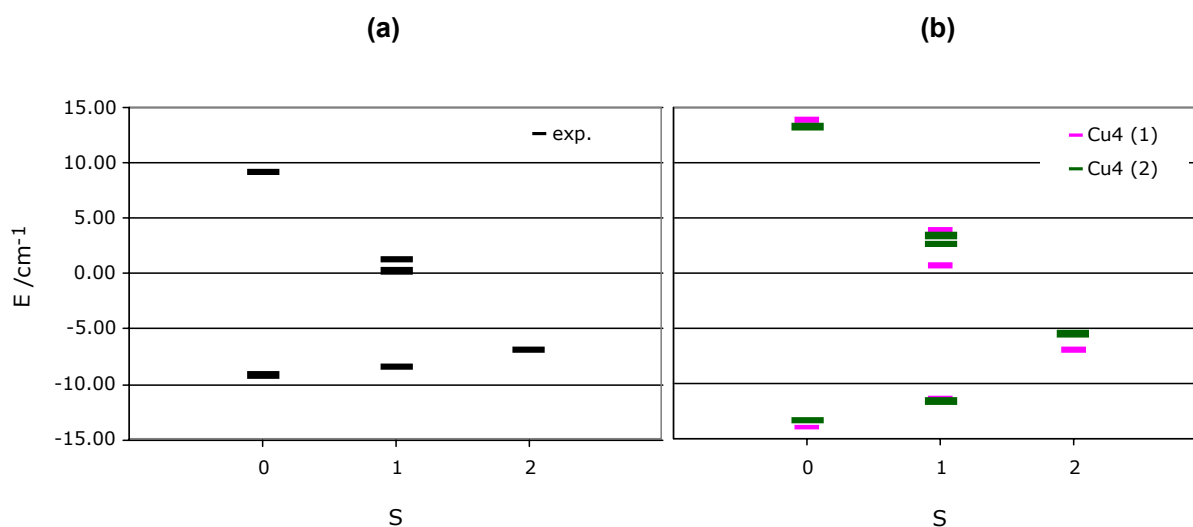 (a)
(b)
15.00
10.00
5.00
0.00
-5.00
-10.00
-15.00
E /cm-1
exp.
Cu4 (1)
Cu4 (2)
0 1 2
0 1 2
S
S